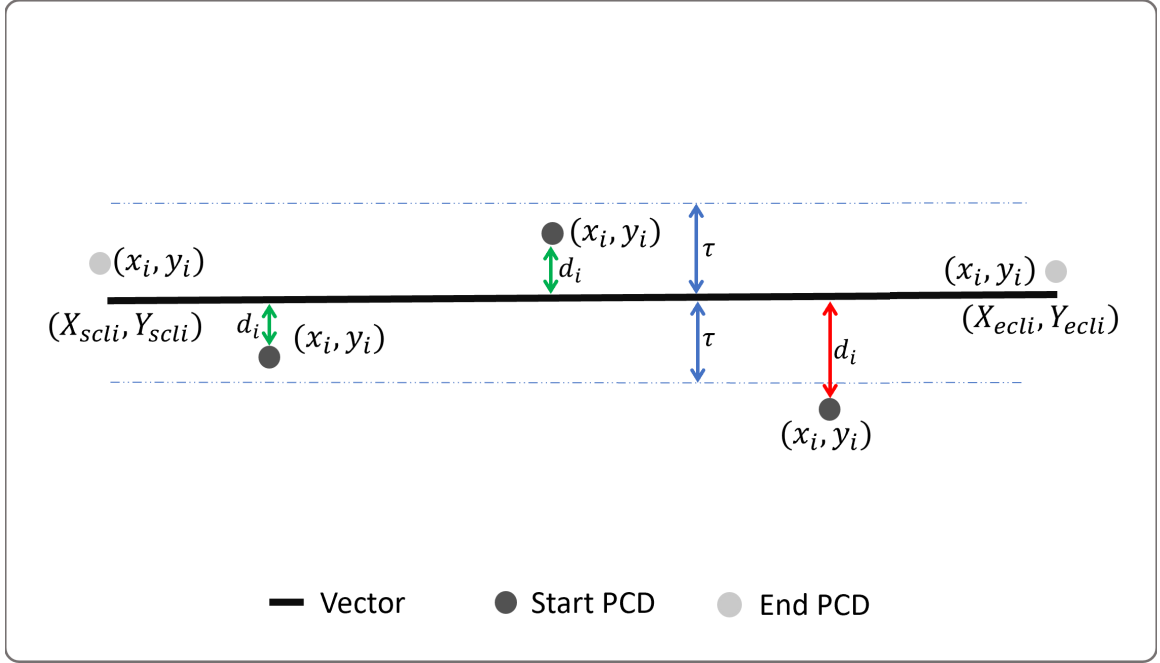 (x_i, y_i)
τ
(x_i, y_i)
d_i
(x_i, y_i)
(X_scli, Y_scli)
d_i
(x_i, y_i)
τ
d_i
(X_ecli, Y_ecli)
(x_i, y_i)
Vector
Start PCD
End PCD